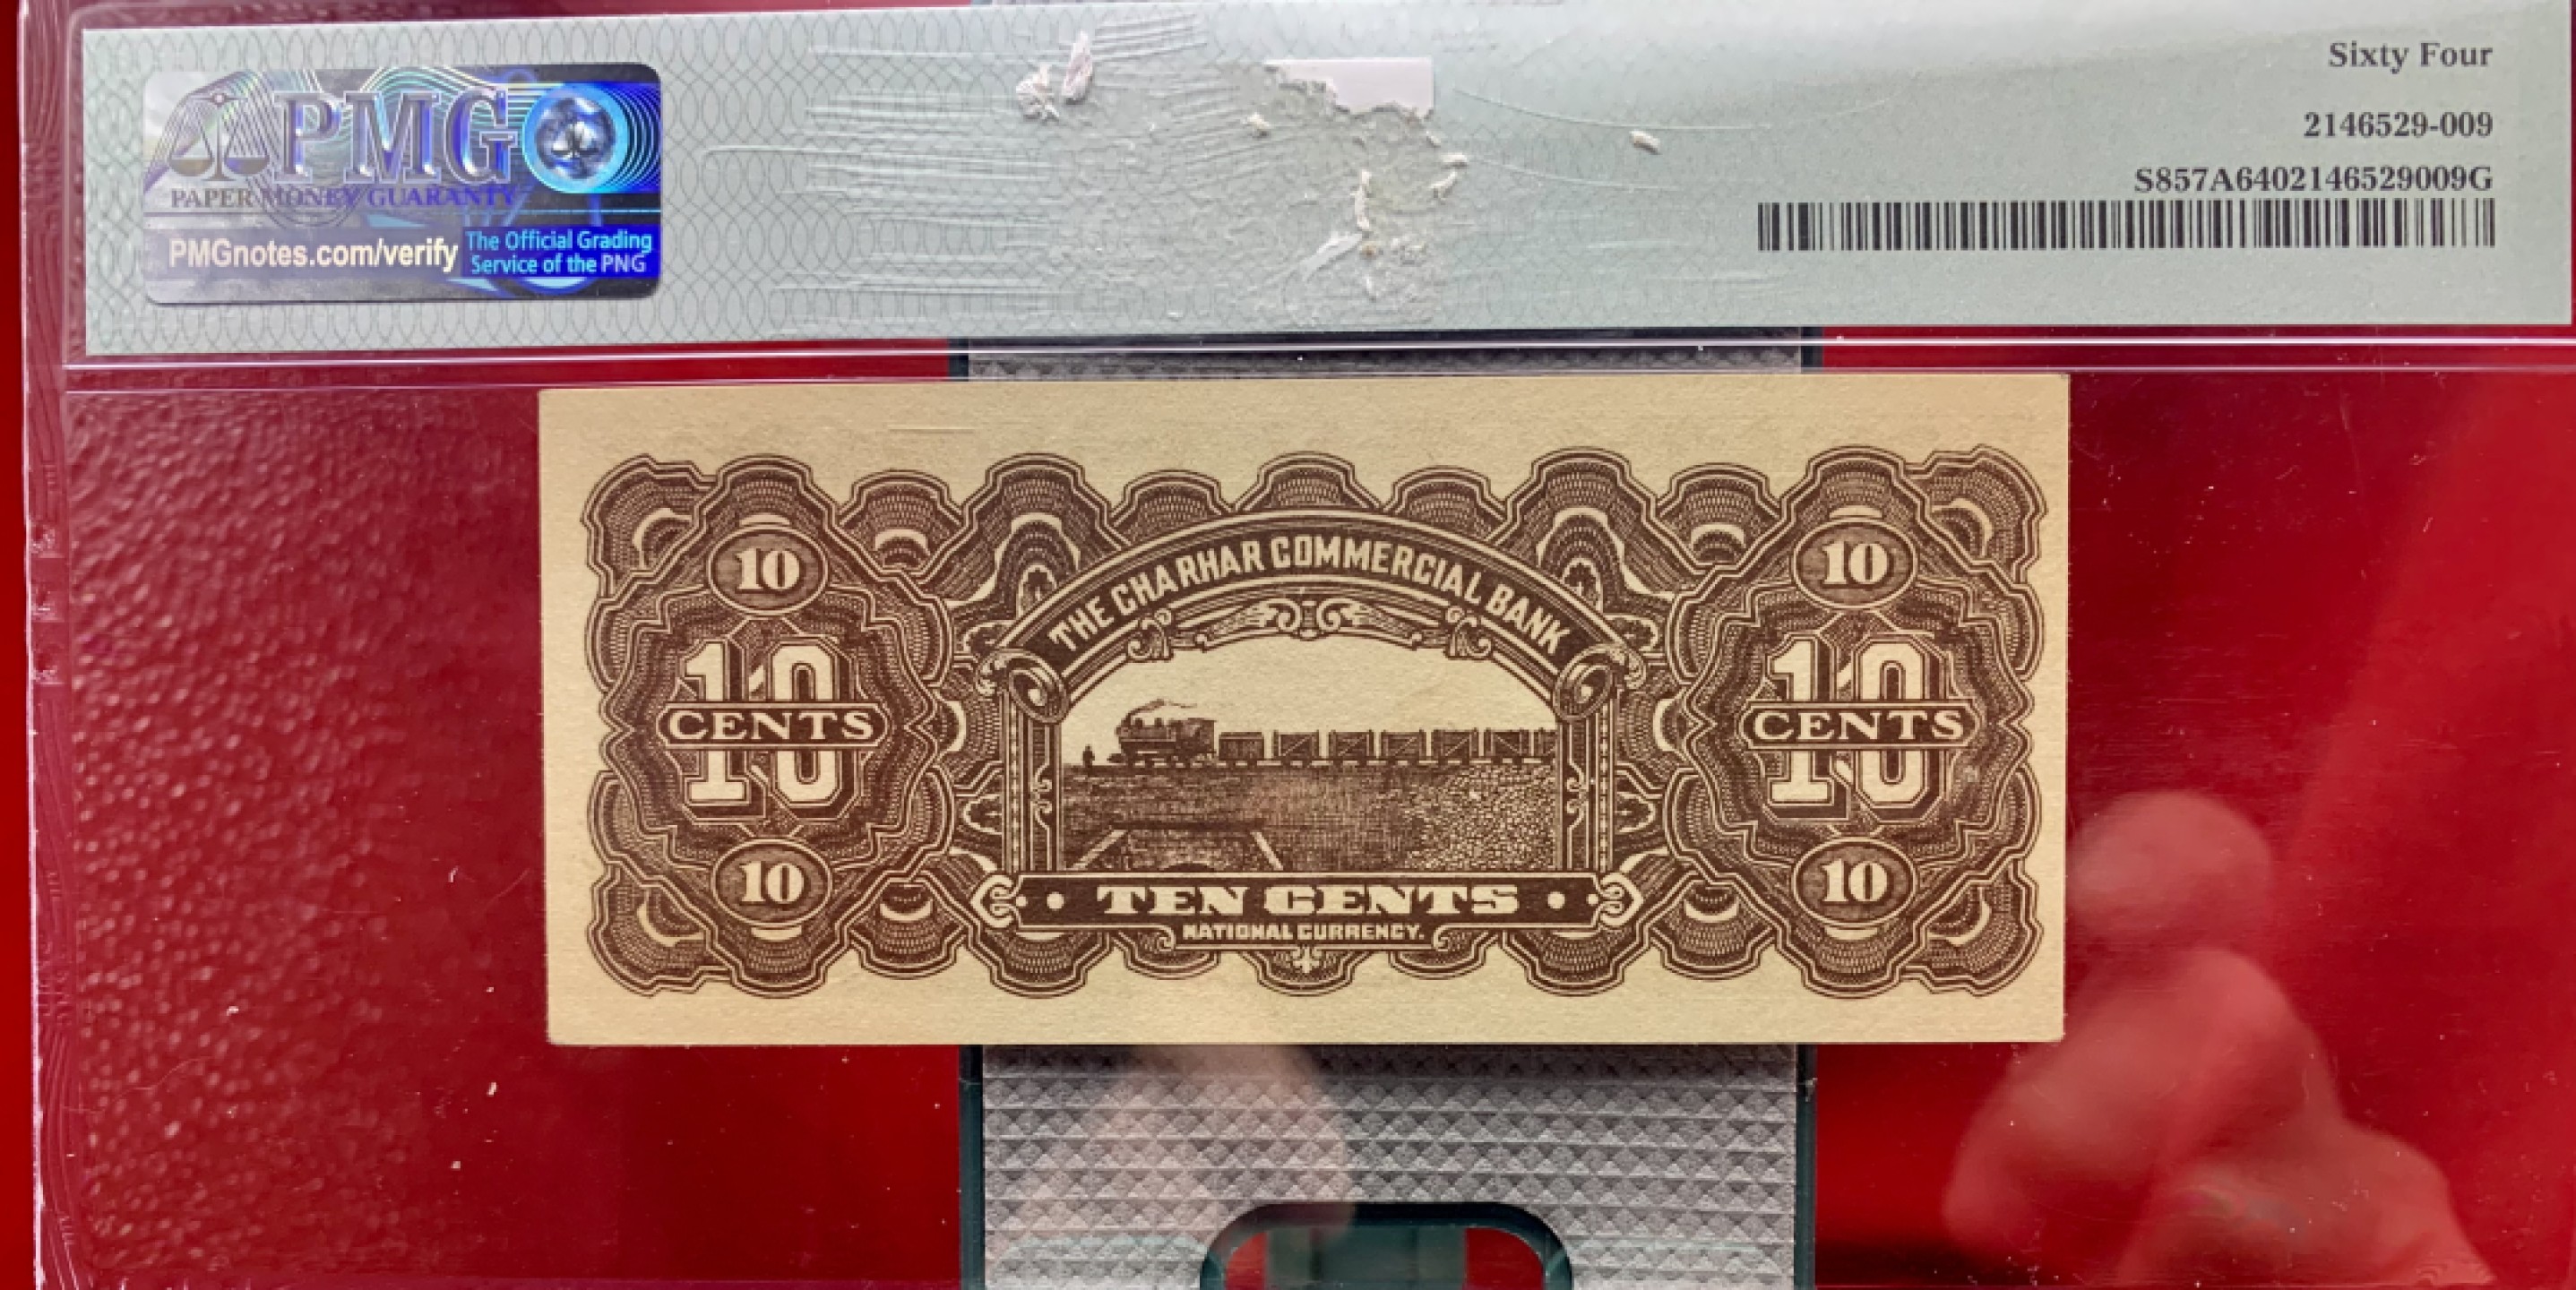 PMG
PAPER MONEY GUARANTY
PMGnotes.com/verify
The Official Grading
Service of the PNG
Sixty Four
2146529-009
S857A6402146529009G
THE CHARHAR COMMERCIAL BANK
10
10
10
CENTS
10
CENTS
10
10
TEN CENTS
NATIONAL CURRENCY.